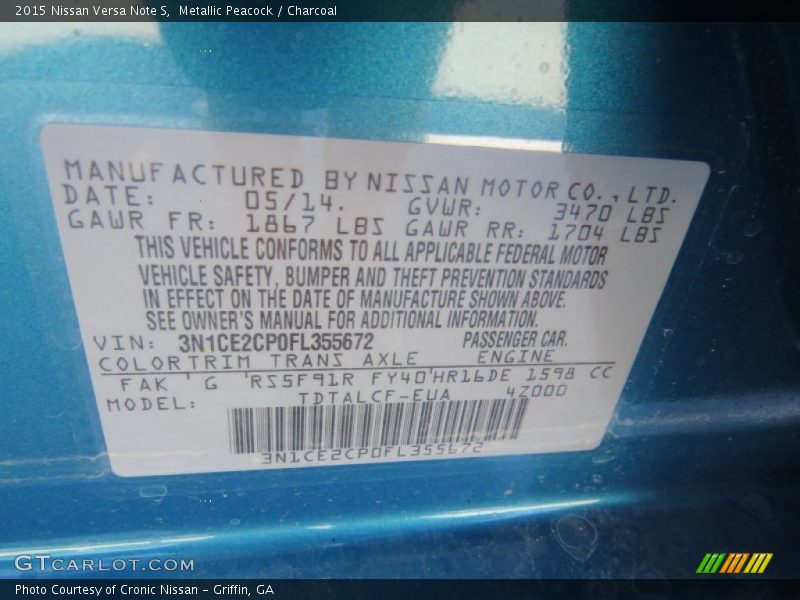 2015 Nissan Versa Note S,  Metallic Peacock / Charcoal
MANUFACTURED BY NISSAN MOTOR CO., LTD.
DATE: 05/14. GVWR: 3470 LBS
GAWR FR: 1867 LBS GAWR RR: 1704 LBS
THIS VEHICLE CONFORMS TO ALL APPLICABLE FEDERAL MOTOR
VEHICLE SAFETY, BUMPER AND THEFT PREVENTION STANDARDS
IN EFFECT ON THE DATE OF MANUFACTURE SHOWN ABOVE.
SEE OWNER'S MANUAL FOR ADDITIONAL INFORMATION.
VIN: 3N1CE2CP0FL355672 PASSENGER CAR.
COLOR TRIM TRANS AXLE ENGINE
FAK ' G 'RS5F91R FY40'HR16DE 1598 CC
MODEL: TDTALCF-EUA 4Z000
3N1CE2CP0FL355672
GTCARLOT.COM
Photo Courtesy of Cronic Nissan - Griffin, GA